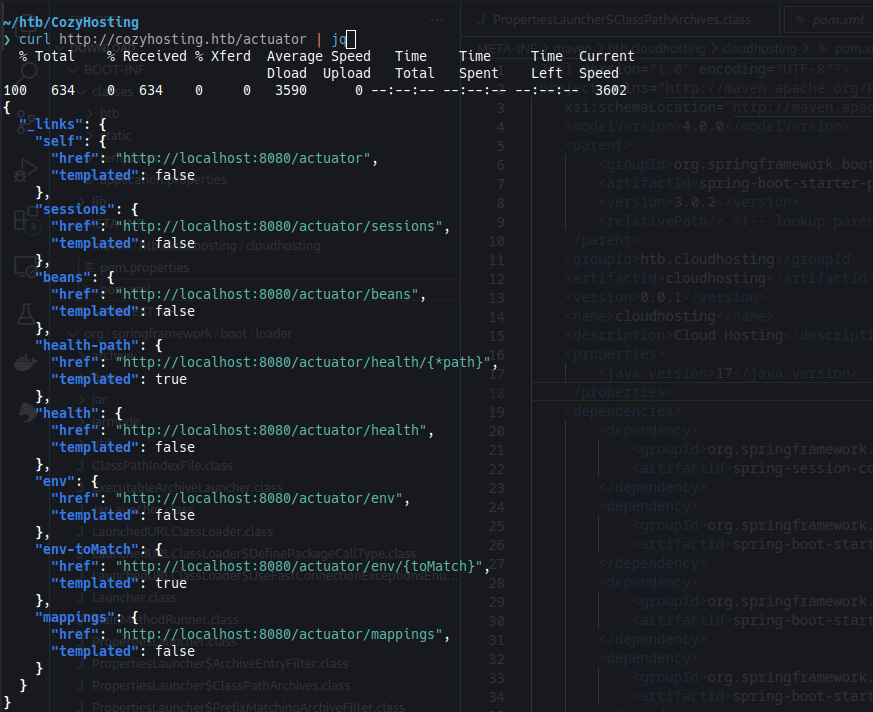 ~/htb/CozyHosting
❯ curl http://cozyhosting.htb/actuator | jq
% Total    % Received % Xferd  Average Speed   Time    Time     Time  Current
Dload  Upload   Total   Spent    Left  Speed
100   634    0   634    0     0   3590      0 --:--:-- --:--:-- --:--:--  3602
{
"_links": {
"self": {
"href": "http://localhost:8080/actuator",
"templated": false
},
"sessions": {
"href": "http://localhost:8080/actuator/sessions",
"templated": false
},
"beans": {
"href": "http://localhost:8080/actuator/beans",
"templated": false
},
"health-path": {
"href": "http://localhost:8080/actuator/health/{*path}",
"templated": true
},
"health": {
"href": "http://localhost:8080/actuator/health",
"templated": false
},
"env": {
"href": "http://localhost:8080/actuator/env",
"templated": false
},
"env-toMatch": {
"href": "http://localhost:8080/actuator/env/{toMatch}",
"templated": true
},
"mappings": {
"href": "http://localhost:8080/actuator/mappings",
"templated": false
}
}
}
BOOT-INF
classes
htb
static
application.properties
lib
hosting / cloudhosting
pom.properties
org / springframework / boot / loader
jar
ClassPathIndexFile.class
ExecutableArchiveLauncher.class
LaunchedURLClassLoader.class
LaunchedURLClassLoader$DefinePackageCallType.class
LaunchedURLClassLoader$UseFastConnectionExceptionsEnu...
Launcher.class
MainMethodRunner.class
PropertiesLauncher$ArchiveEntryFilter.class
PropertiesLauncher$ClassPathArchives.class
PropertiesLauncher$PrefixMatchingArchiveFilter.class
PropertiesLauncher$ClassPathArchives.class
pom.xml
META-INF > maven > htb.cloudhosting > cloudhosting > pom.xm
1 version="1.0" encoding="UTF-8"?>
"http://maven.apache.org/P
3 xsi:schemaLocation="http://maven.apac
4 <modelVersion>4.0.0</modelVersion>
5 <parent>
6 <groupId>org.springframework.boot
7 <artifactId>spring-boot-starter-p
8 <version>3.0.2</version>
9 <relativePath/> <!-- lookup paren
10 </parent>
11 <groupId>htb.cloudhosting</groupId>
12 <artifactId>cloudhosting</artifactId>
13 <version>0.0.1</version>
14 <name>cloudhosting</name>
15 <description>Cloud Hosting</descripti
16 <properties>
17 <java.version>17</java.version>
18 </properties>
19 <dependencies>
20 <dependency>
21 <groupId>org.springframework.
22 <artifactId>spring-session-co
23 </dependency>
24 <dependency>
25 <groupId>org.springframework.
26 <artifactId>spring-boot-start
27 </dependency>
28 <dependency>
29 <groupId>org.springframework.
30 <artifactId>spring-boot-start
31 </dependency>
32 <dependency>
33 <groupId>org.springframework.
34 <artifactId>spring-boot-start